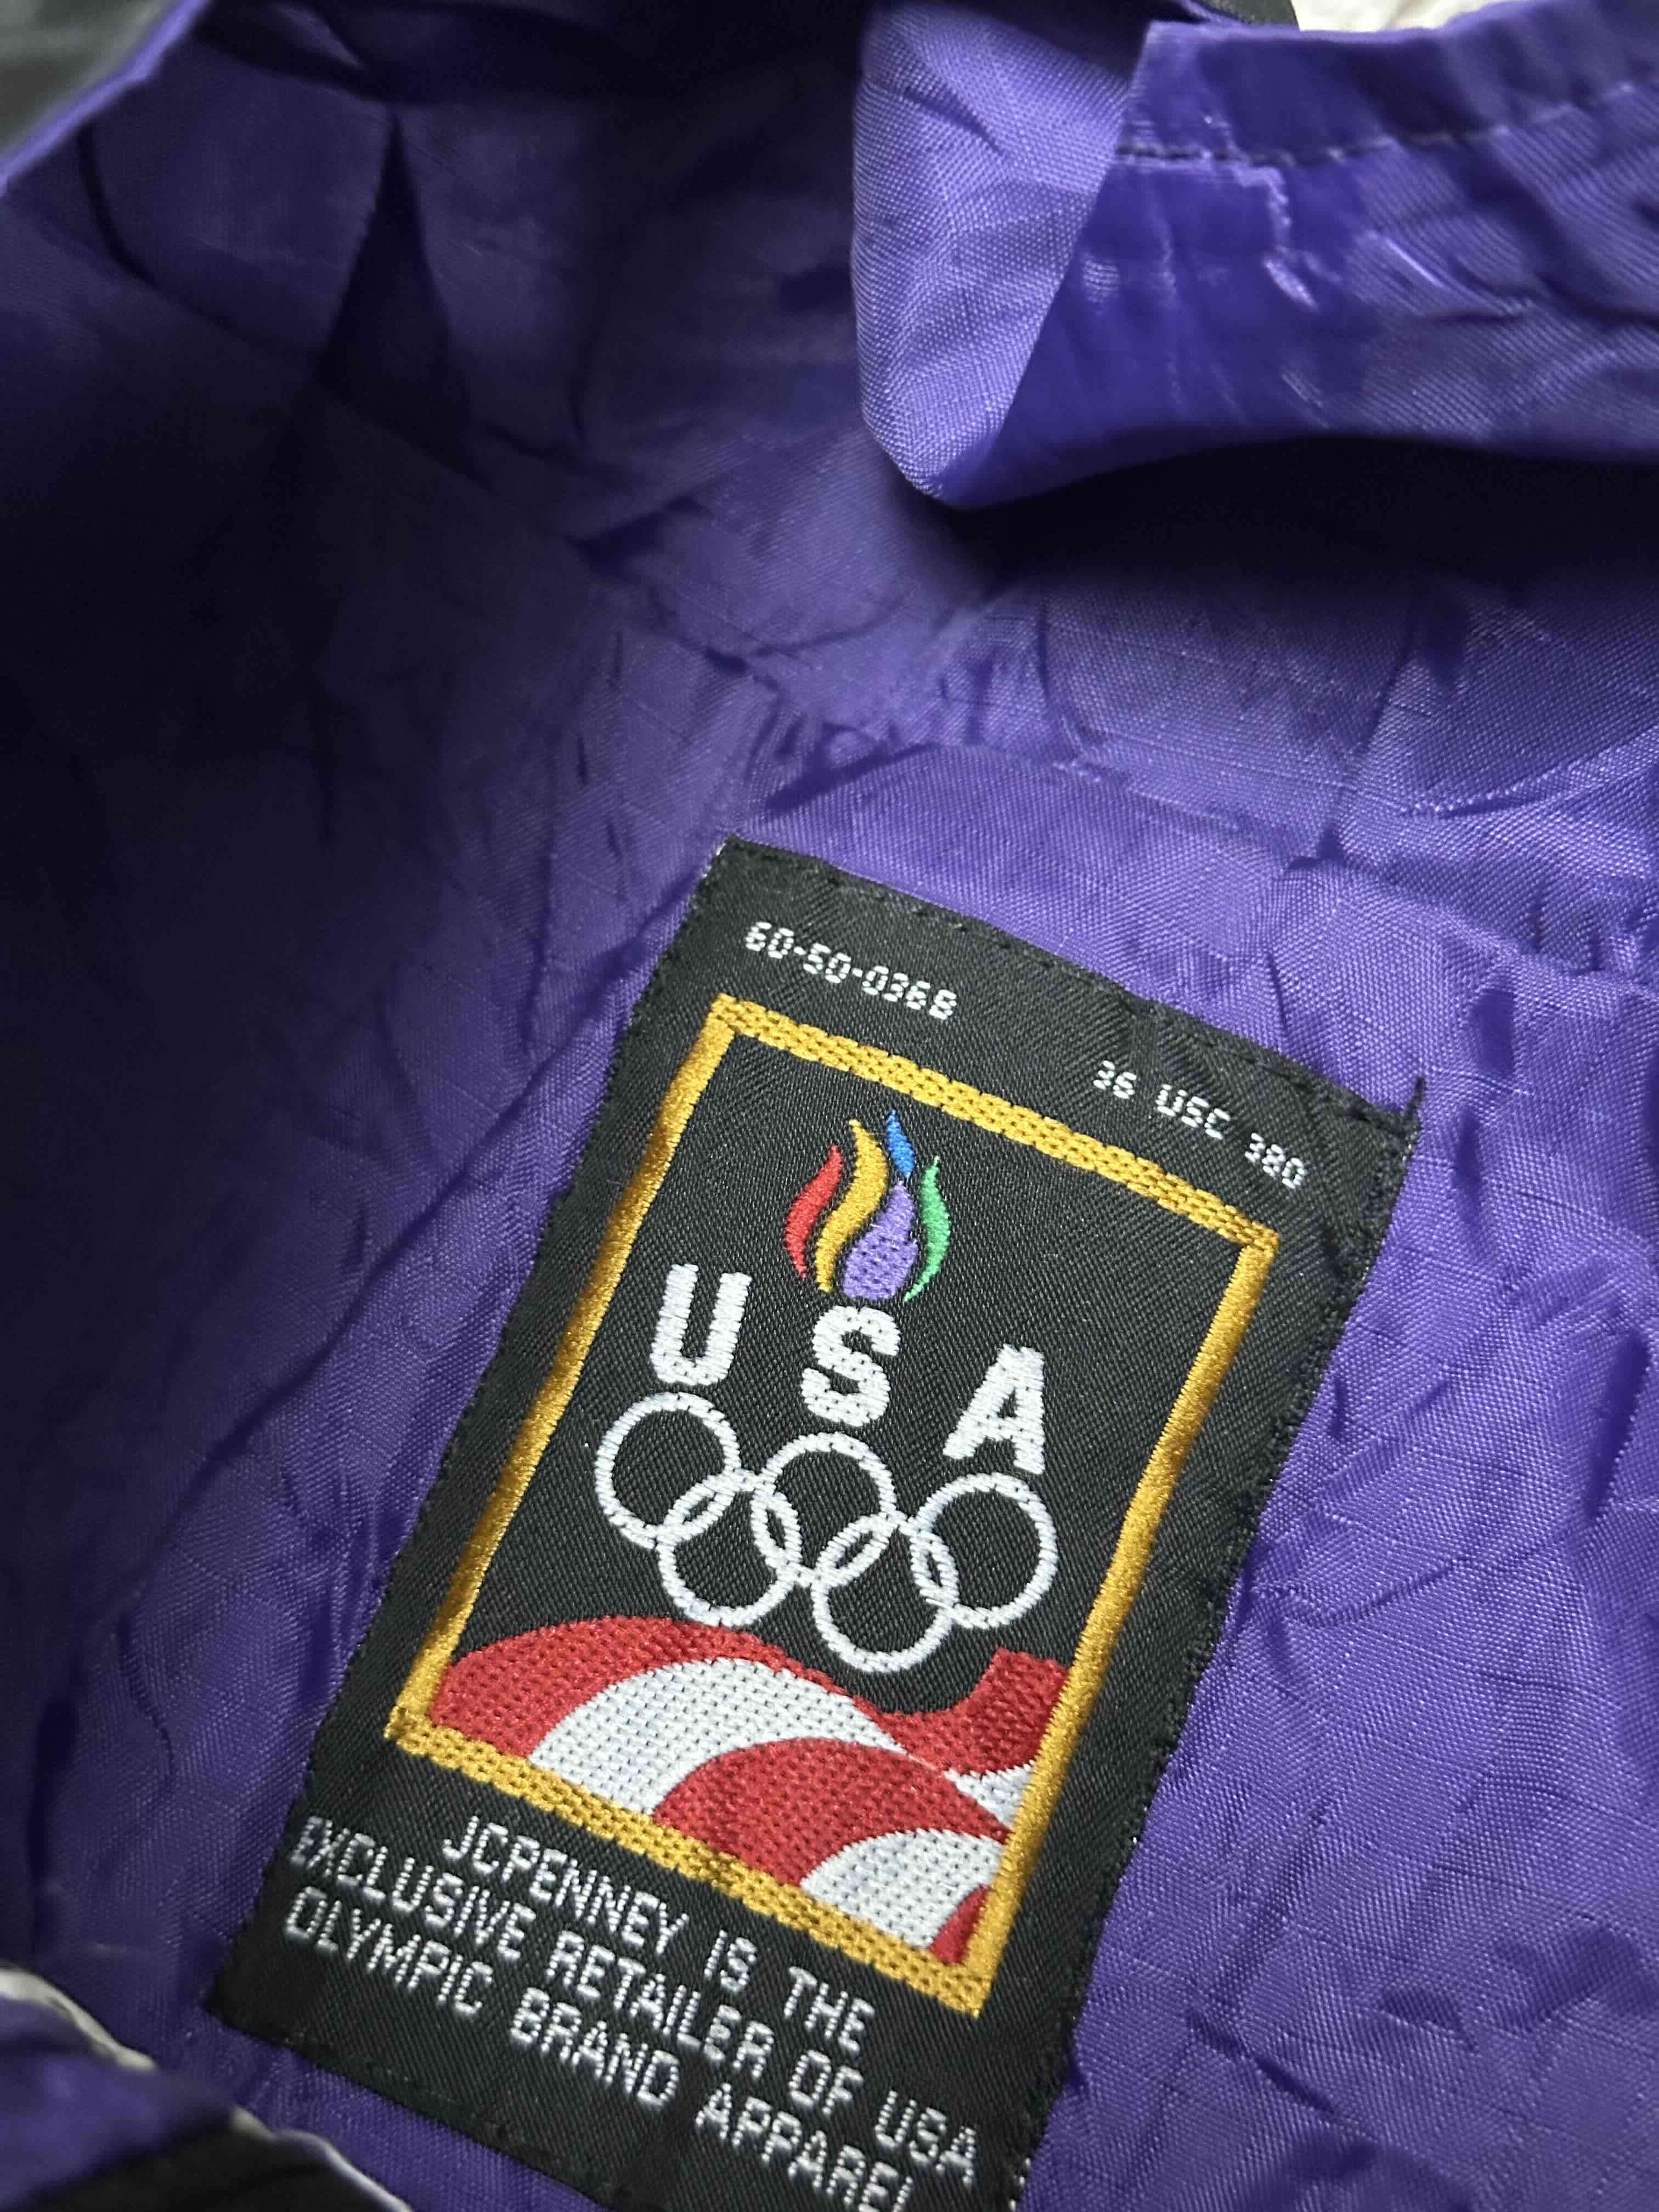 60-50-0368
36 USC 380
USA
JCPENNEY IS THE
EXCLUSIVE RETAILER OF USA
OLYMPIC BRAND APPAREL